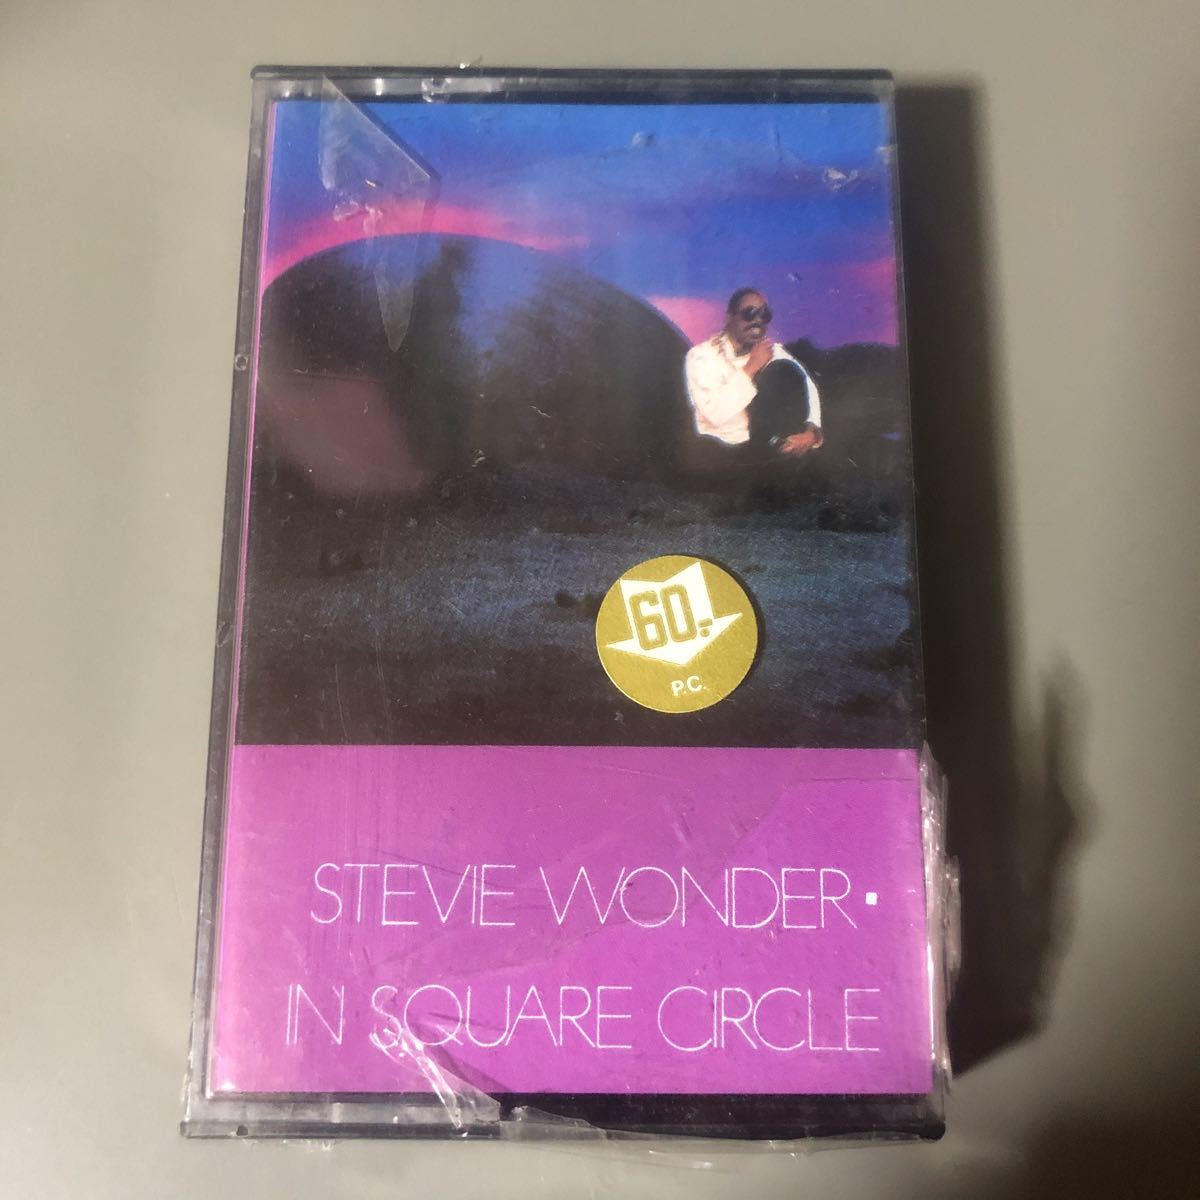 60.-
P.C.
STEVIE WONDER ·
IN SQUARE CIRCLE